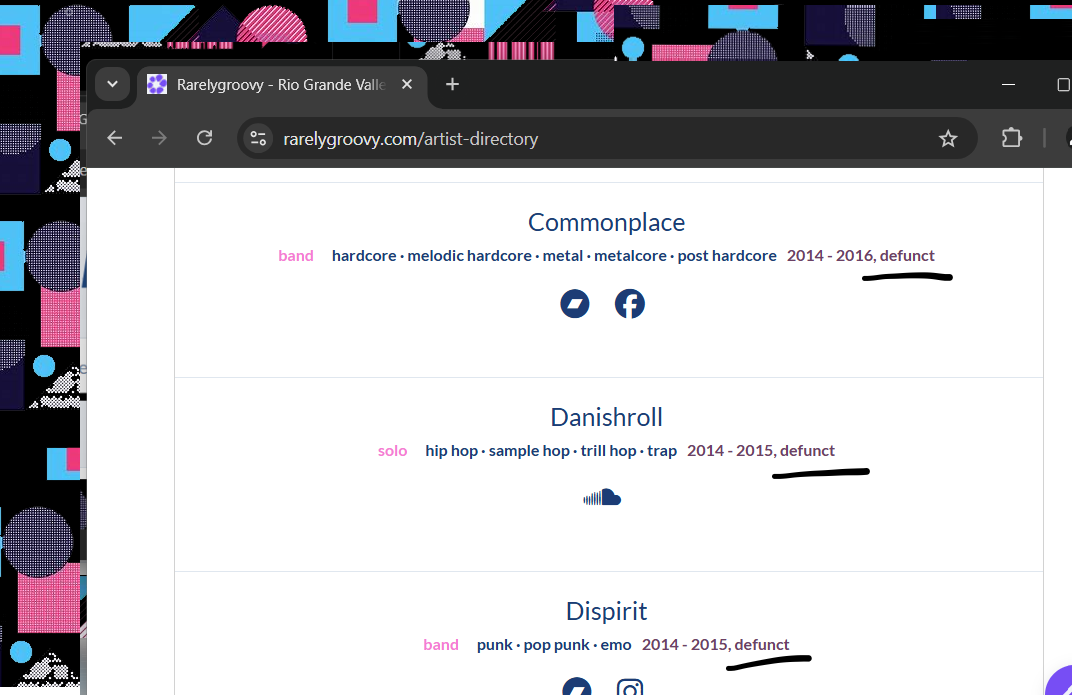 Rarelygroovy - Rio Grande Valle
rarelygroovy.com/artist-directory
Commonplace
band hardcore · melodic hardcore · metal · metalcore · post hardcore 2014 - 2016, defunct
Danishroll
solo hip hop · sample hop · trill hop · trap 2014 - 2015, defunct
Dispirit
band punk · pop punk · emo 2014 - 2015, defunct